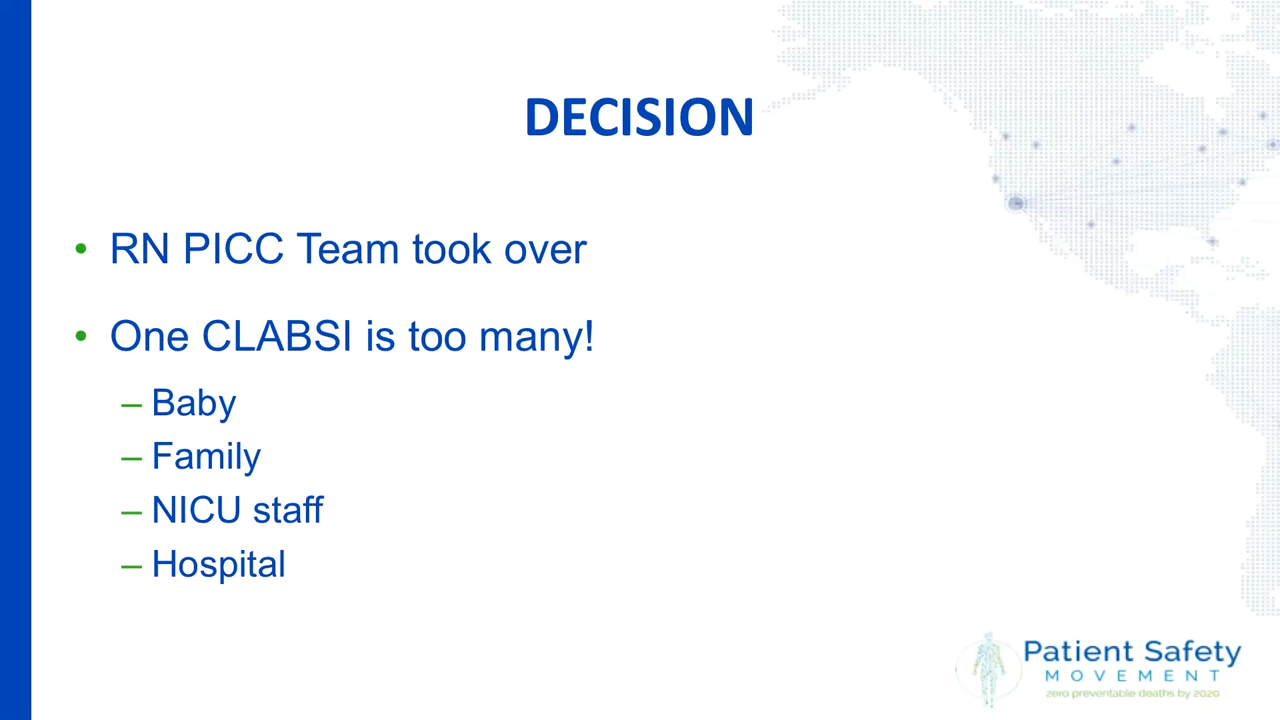 DECISION
• RN PICC Team took over
• One CLABSI is too many!
– Baby
– Family
– NICU staff
– Hospital
Patient Safety
MOVEMENT
zero preventable deaths by 2020